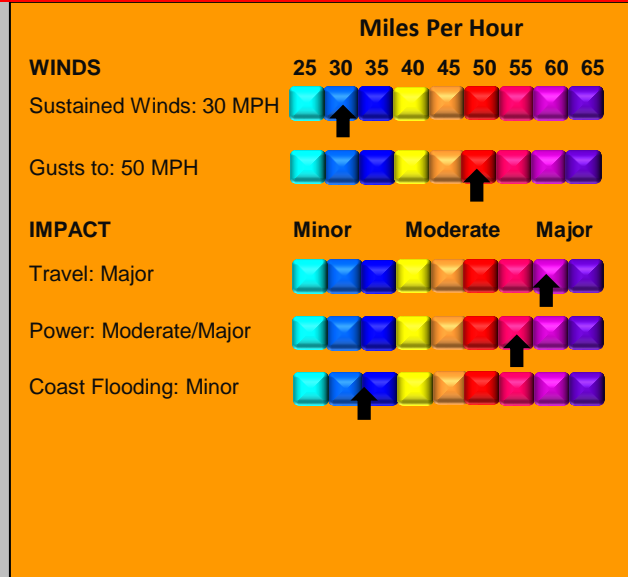 Miles Per Hour
WINDS 25 30 35 40 45 50 55 60 65
Sustained Winds: 30 MPH
Gusts to: 50 MPH
IMPACT Minor Moderate Major
Travel: Major
Power: Moderate/Major
Coast Flooding: Minor